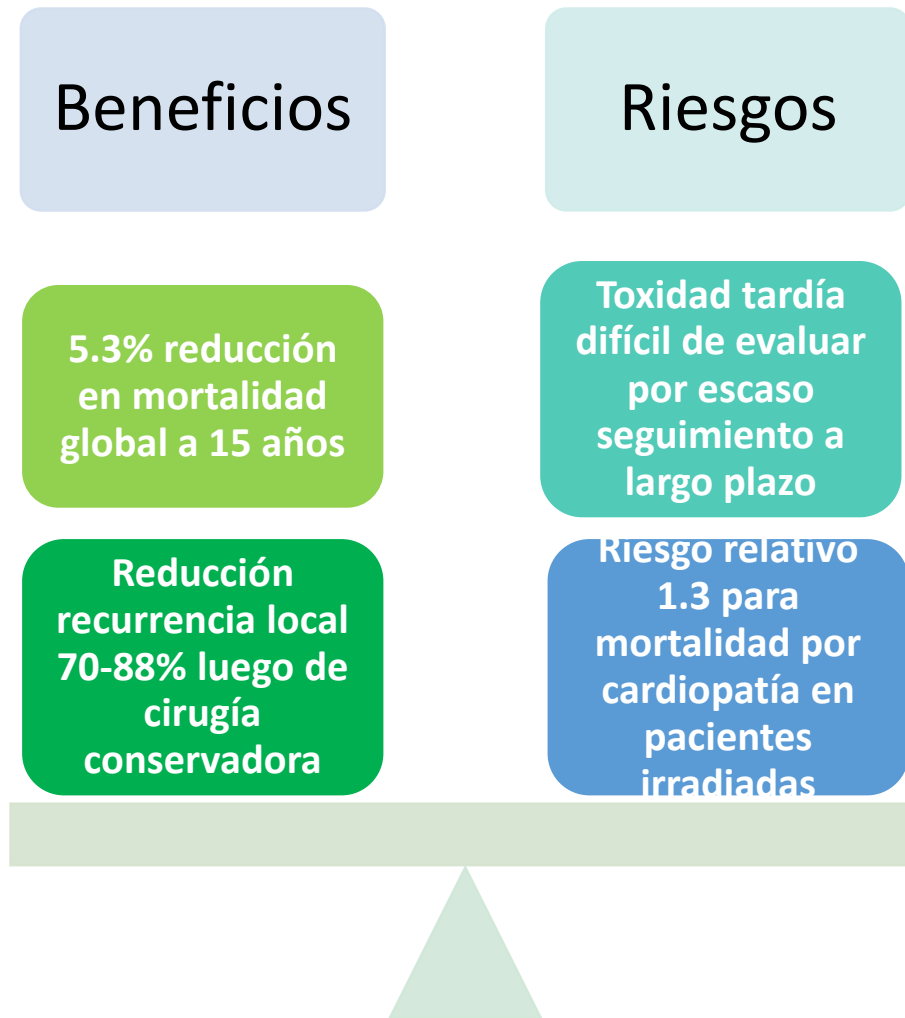 Beneficios
Riesgos
5.3% reducción
en mortalidad
global a 15 años
Toxidad tardía
difícil de evaluar
por escaso
seguimiento a
largo plazo
Reducción
recurrencia local
70-88% luego de
cirugía
conservadora
Riesgo relativo
1.3 para
mortalidad por
cardiopatía en
pacientes
irradiadas